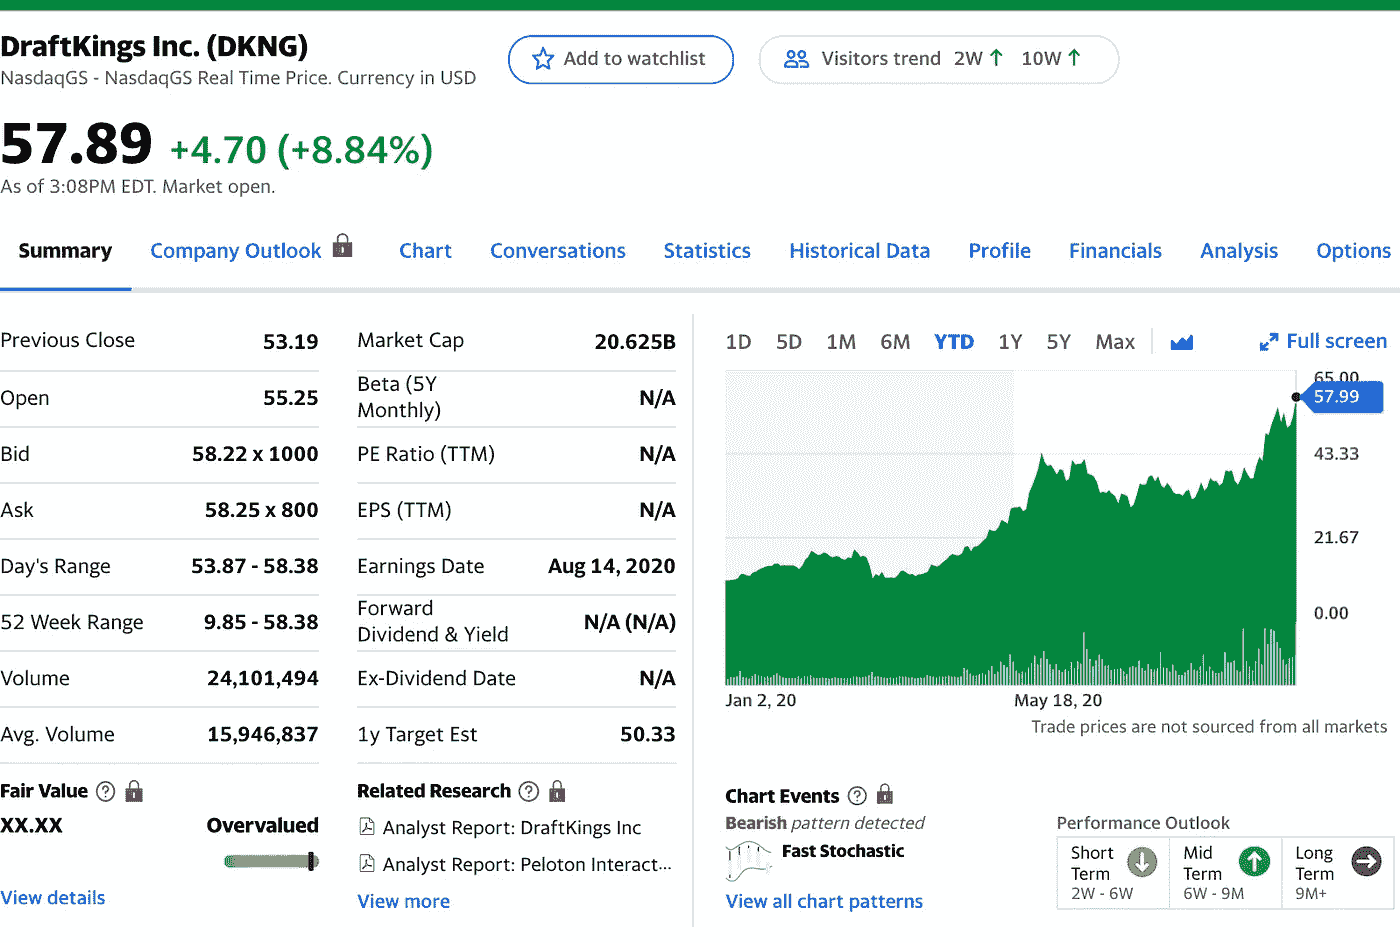 DraftKings Inc. (DKNG)
NasdaqGS - NasdaqGS Real Time Price. Currency in USD
Add to watchlist
Visitors trend 2W 10W
57.89 +4.70 (+8.84%)
As of 3:08PM EDT. Market open.
Summary Company Outlook Chart Conversations Statistics Historical Data Profile Financials Analysis Options
Previous Close 53.19
Open 55.25
Bid 58.22 x 1000
Ask 58.25 x 800
Day's Range 53.87 - 58.38
52 Week Range 9.85 - 58.38
Volume 24,101,494
Avg. Volume 15,946,837
Market Cap 20.625B
Beta (5Y
Monthly) N/A
PE Ratio (TTM) N/A
EPS (TTM) N/A
Earnings Date Aug 14, 2020
Forward
Dividend & Yield N/A (N/A)
Ex-Dividend Date N/A
1y Target Est 50.33
1D 5D 1M 6M YTD 1Y 5Y Max
Full screen
65.00
57.99
43.33
21.67
0.00
Jan 2, 20 May 18, 20
Trade prices are not sourced from all markets
Fair Value
XX.XX Overvalued
View details
Related Research
Analyst Report: DraftKings Inc
Analyst Report: Peloton Interact...
View more
Chart Events
Bearish pattern detected
Fast Stochastic
View all chart patterns
Performance Outlook
Short
Term
2W - 6W
Mid
Term
6W - 9M
Long
Term
9M+